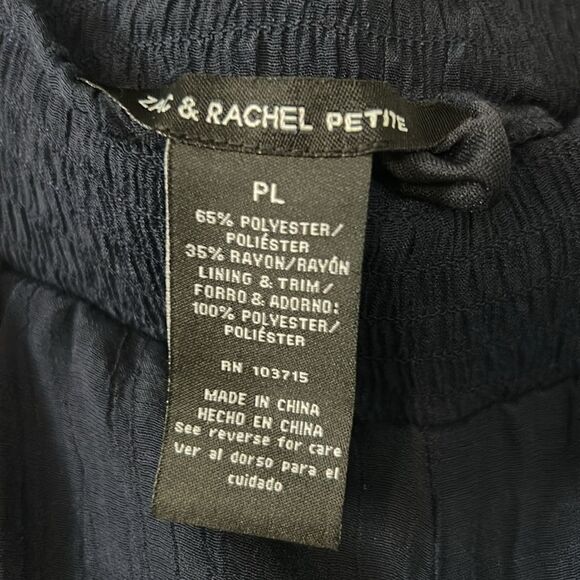 ZAC & RACHEL PETITE
PL
65% POLYESTER/
POLIÉSTER
35% RAYON/RAYÓN
LINING & TRIM/
FORRO & ADORNO:
100% POLYESTER/
POLIÉSTER
RN 103715
MADE IN CHINA
HECHO EN CHINA
see reverse for care
Ver al dorso para el
cuidado